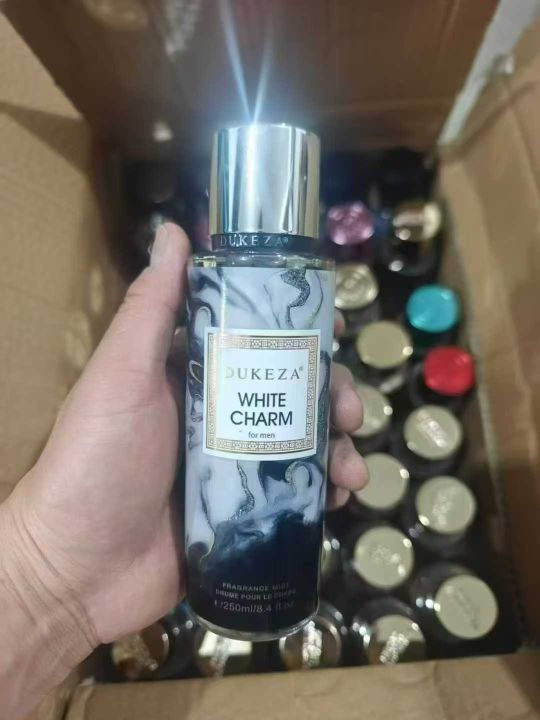 DUKEZA®
DUKEZA®
WHITE
CHARM
for men
FRAGRANCE MIST
BRUME POUR LE CORPS
250ml/8.4 fl.oz